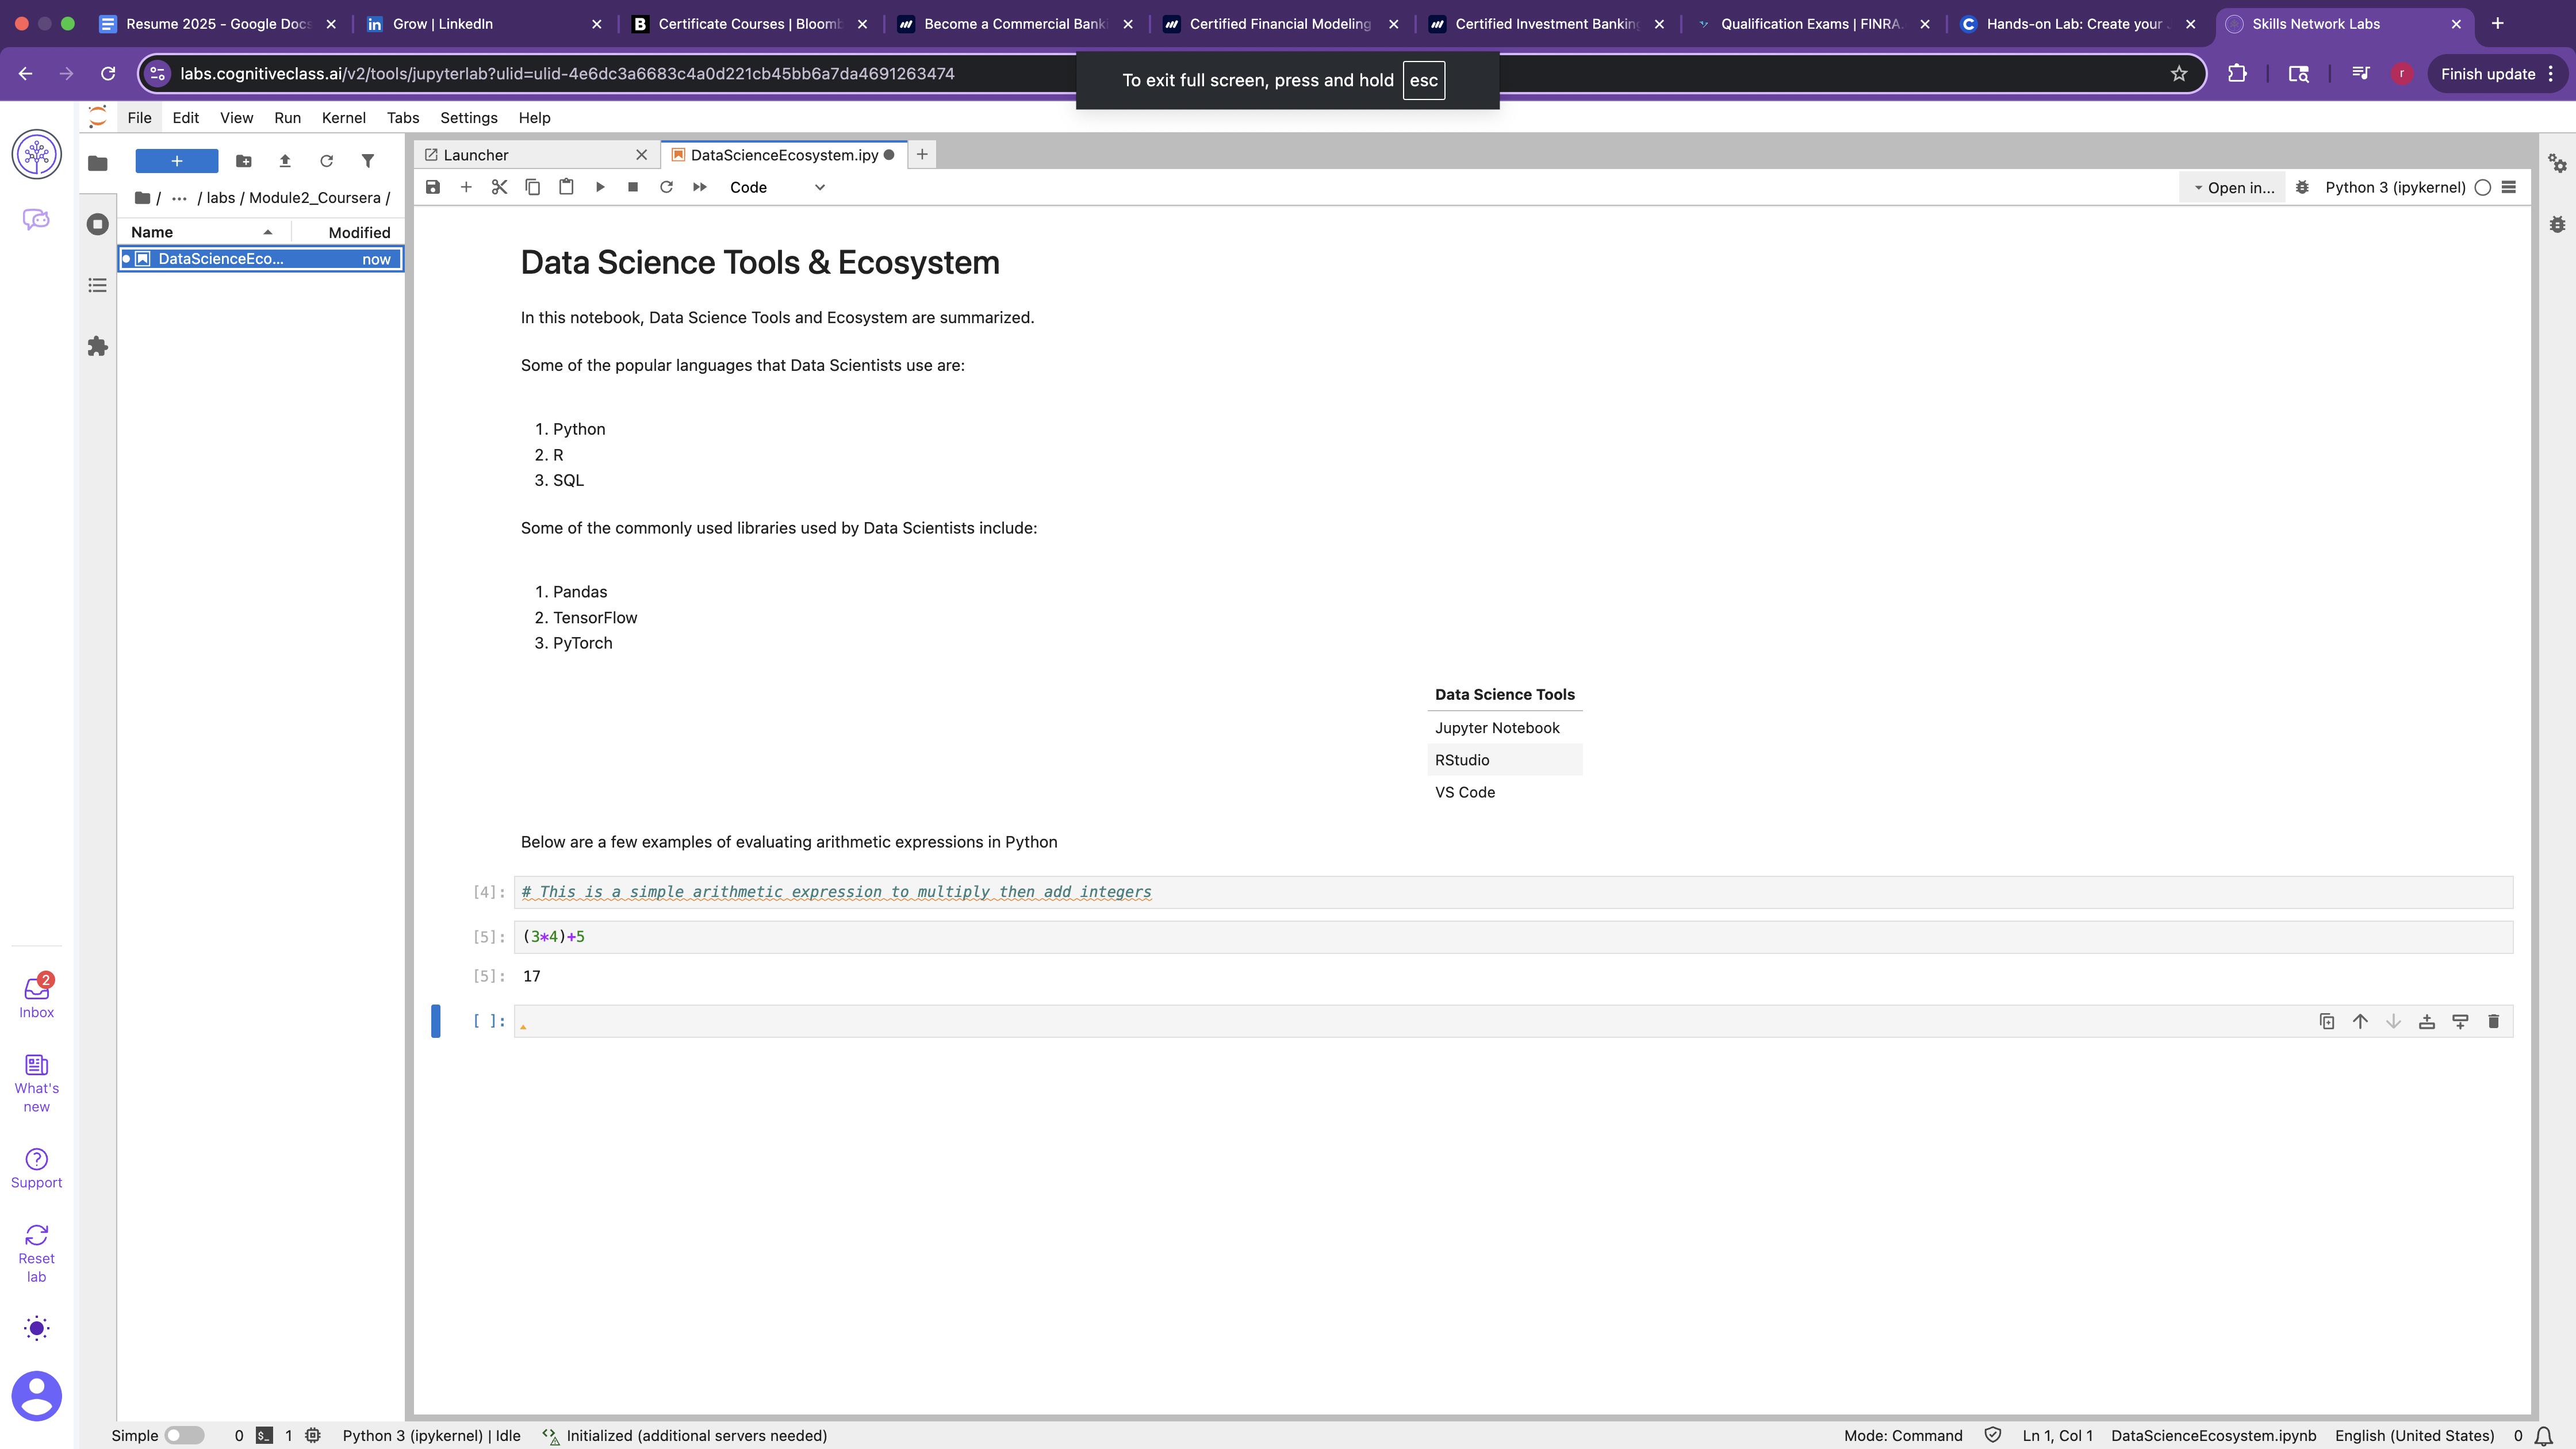 Resume 2025 - Google Docs
Grow | LinkedIn
Certificate Courses | Bloomb
Become a Commercial Banki
Certified Financial Modeling
Certified Investment Banking
Qualification Exams | FINRA
Hands-on Lab: Create your
Skills Network Labs
labs.cognitiveclass.ai/v2/tools/jupyterlab?ulid=ulid-4e6dc3a6683c4a0d221cb45bb6a7da4691263474
To exit full screen, press and hold esc
r
Finish update
File Edit View Run Kernel Tabs Settings Help
Launcher
DataScienceEcosystem.ipy
/ ... / labs / Module2_Coursera /
Code
Open in...
Python 3 (ipykernel)
Name Modified
DataScienceEco... now
Data Science Tools & Ecosystem
In this notebook, Data Science Tools and Ecosystem are summarized.
Some of the popular languages that Data Scientists use are:
1. Python
2. R
3. SQL
Some of the commonly used libraries used by Data Scientists include:
1. Pandas
2. TensorFlow
3. PyTorch
Data Science Tools
Jupyter Notebook
RStudio
VS Code
Below are a few examples of evaluating arithmetic expressions in Python
[4]: # This is a simple arithmetic expression to multiply then add integers
[5]: (3*4)+5
[5]: 17
[ ]:
2
Inbox
What's
new
Support
Reset
lab
Simple 0 $_ 1 Python 3 (ipykernel) | Idle Initialized (additional servers needed)
Mode: Command Ln 1, Col 1 DataScienceEcosystem.ipynb English (United States) 0